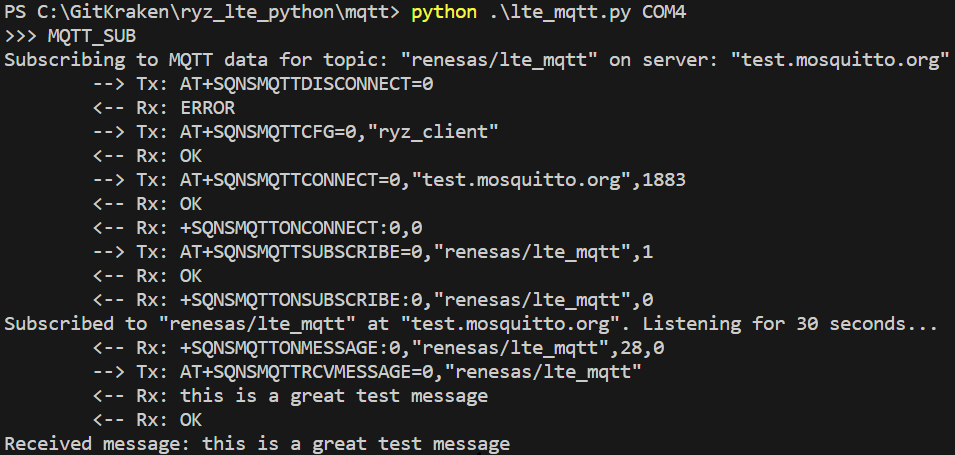 PS C:\GitKraken\ryz_lte_python\mqtt> python .\lte_mqtt.py COM4
>>> MQTT_SUB
Subscribing to MQTT data for topic: "renesas/lte_mqtt" on server: "test.mosquitto.org"
--> Tx: AT+SQNSMQTTDISCONNECT=0
<-- Rx: ERROR
--> Tx: AT+SQNSMQTTCFG=0,"ryz_client"
<-- Rx: OK
--> Tx: AT+SQNSMQTTCONNECT=0,"test.mosquitto.org",1883
<-- Rx: OK
<-- Rx: +SQNSMQTTONCONNECT:0,0
--> Tx: AT+SQNSMQTTSUBSCRIBE=0,"renesas/lte_mqtt",1
<-- Rx: OK
<-- Rx: +SQNSMQTTONSUBSCRIBE:0,"renesas/lte_mqtt",0
Subscribed to "renesas/lte_mqtt" at "test.mosquitto.org". Listening for 30 seconds...
<-- Rx: +SQNSMQTTONMESSAGE:0,"renesas/lte_mqtt",28,0
--> Tx: AT+SQNSMQTTRCVMESSAGE=0,"renesas/lte_mqtt"
<-- Rx: this is a great test message
<-- Rx: OK
Received message: this is a great test message